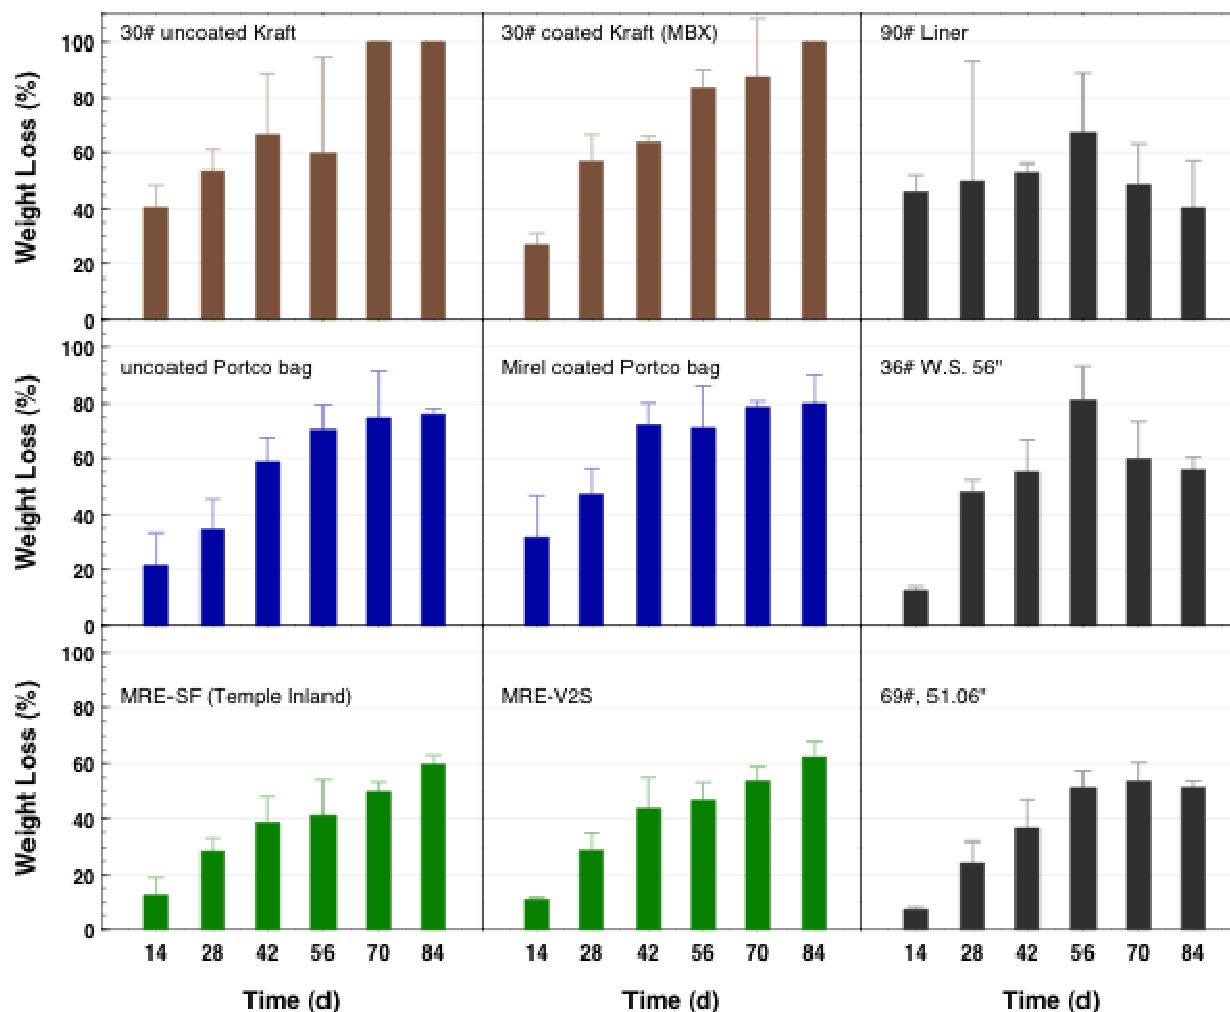 30# uncoated Kraft
30# coated Kraft (MBX)
90# Liner
Weight Loss (%)
100
80
60
40
20
0
uncoated Portco bag
Mirel coated Portco bag
36# W.S. 56"
Weight Loss (%)
100
80
60
40
20
0
MRE-SF (Temple Inland)
MRE-V2S
69#, 51.06"
Weight Loss (%)
100
80
60
40
20
0
14 28 42 56 70 84 14 28 42 56 70 84 14 28 42 56 70 84
Time (d) Time (d) Time (d)